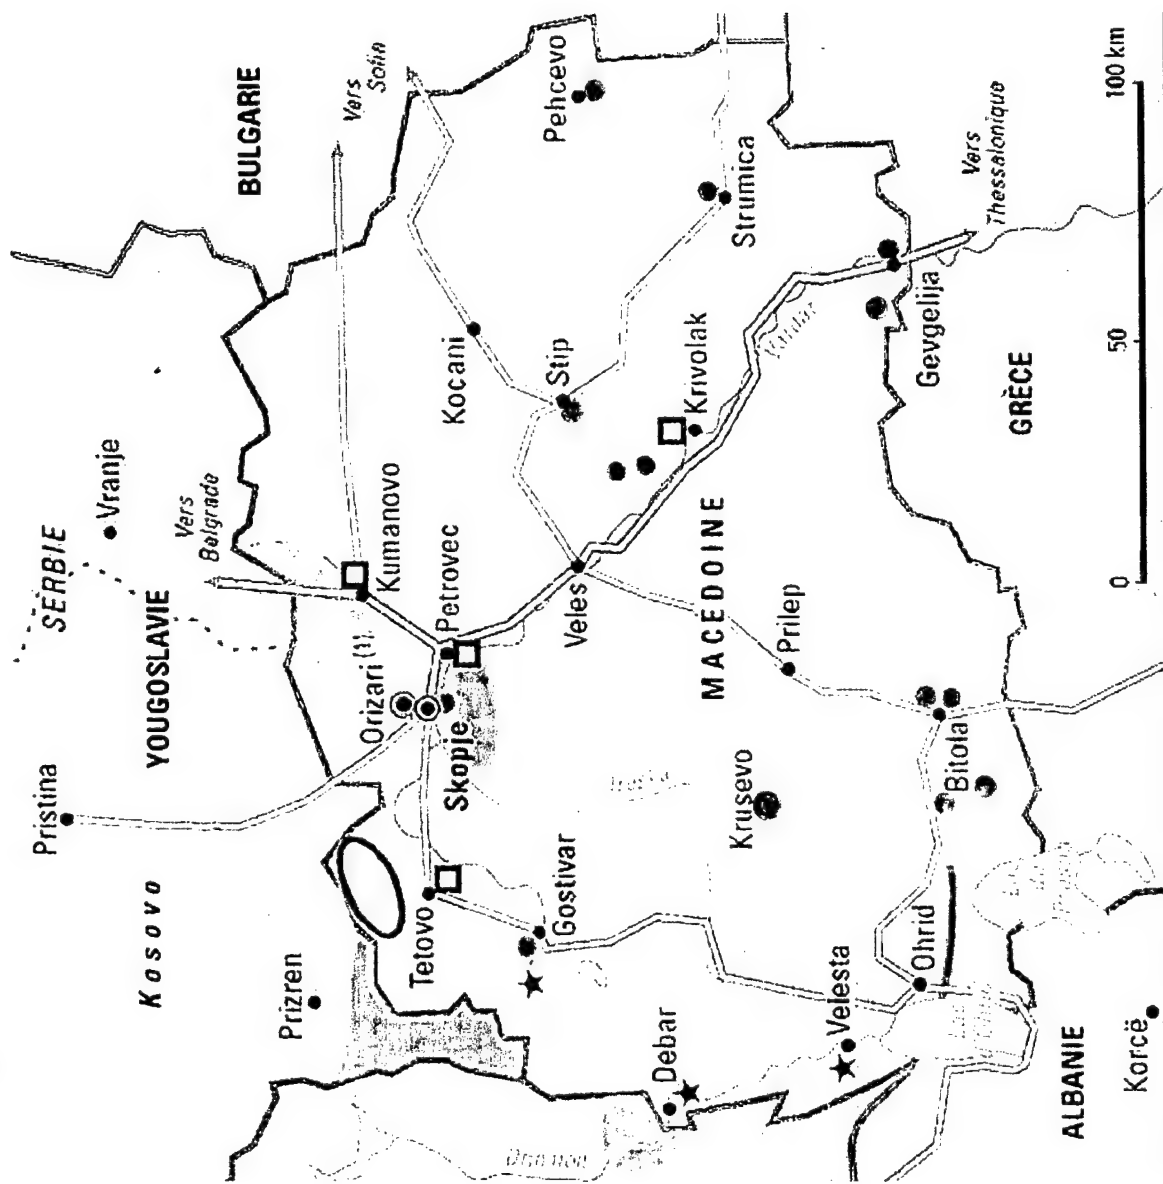 BULGARIE
Vers
Sofia
Pehcevo
Strumica
Vers
Thessalonique
100 km
50
0
Kocani
Stip
Krivolak
Vardar
Gevgelija
GRÈCE
SERBIE
Vranje
Vers
Belgrade
YOUGOSLAVIE
Kumanovo
Petrovec
Orizari (1)
Skopje
Veles
MACEDOINE
Prilep
Krusevo
Bitola
Pristina
Kosovo
Prizren
Tetovo
Gostivar
Debar
Velesta
Ohrid
ALBANIE
Korcë